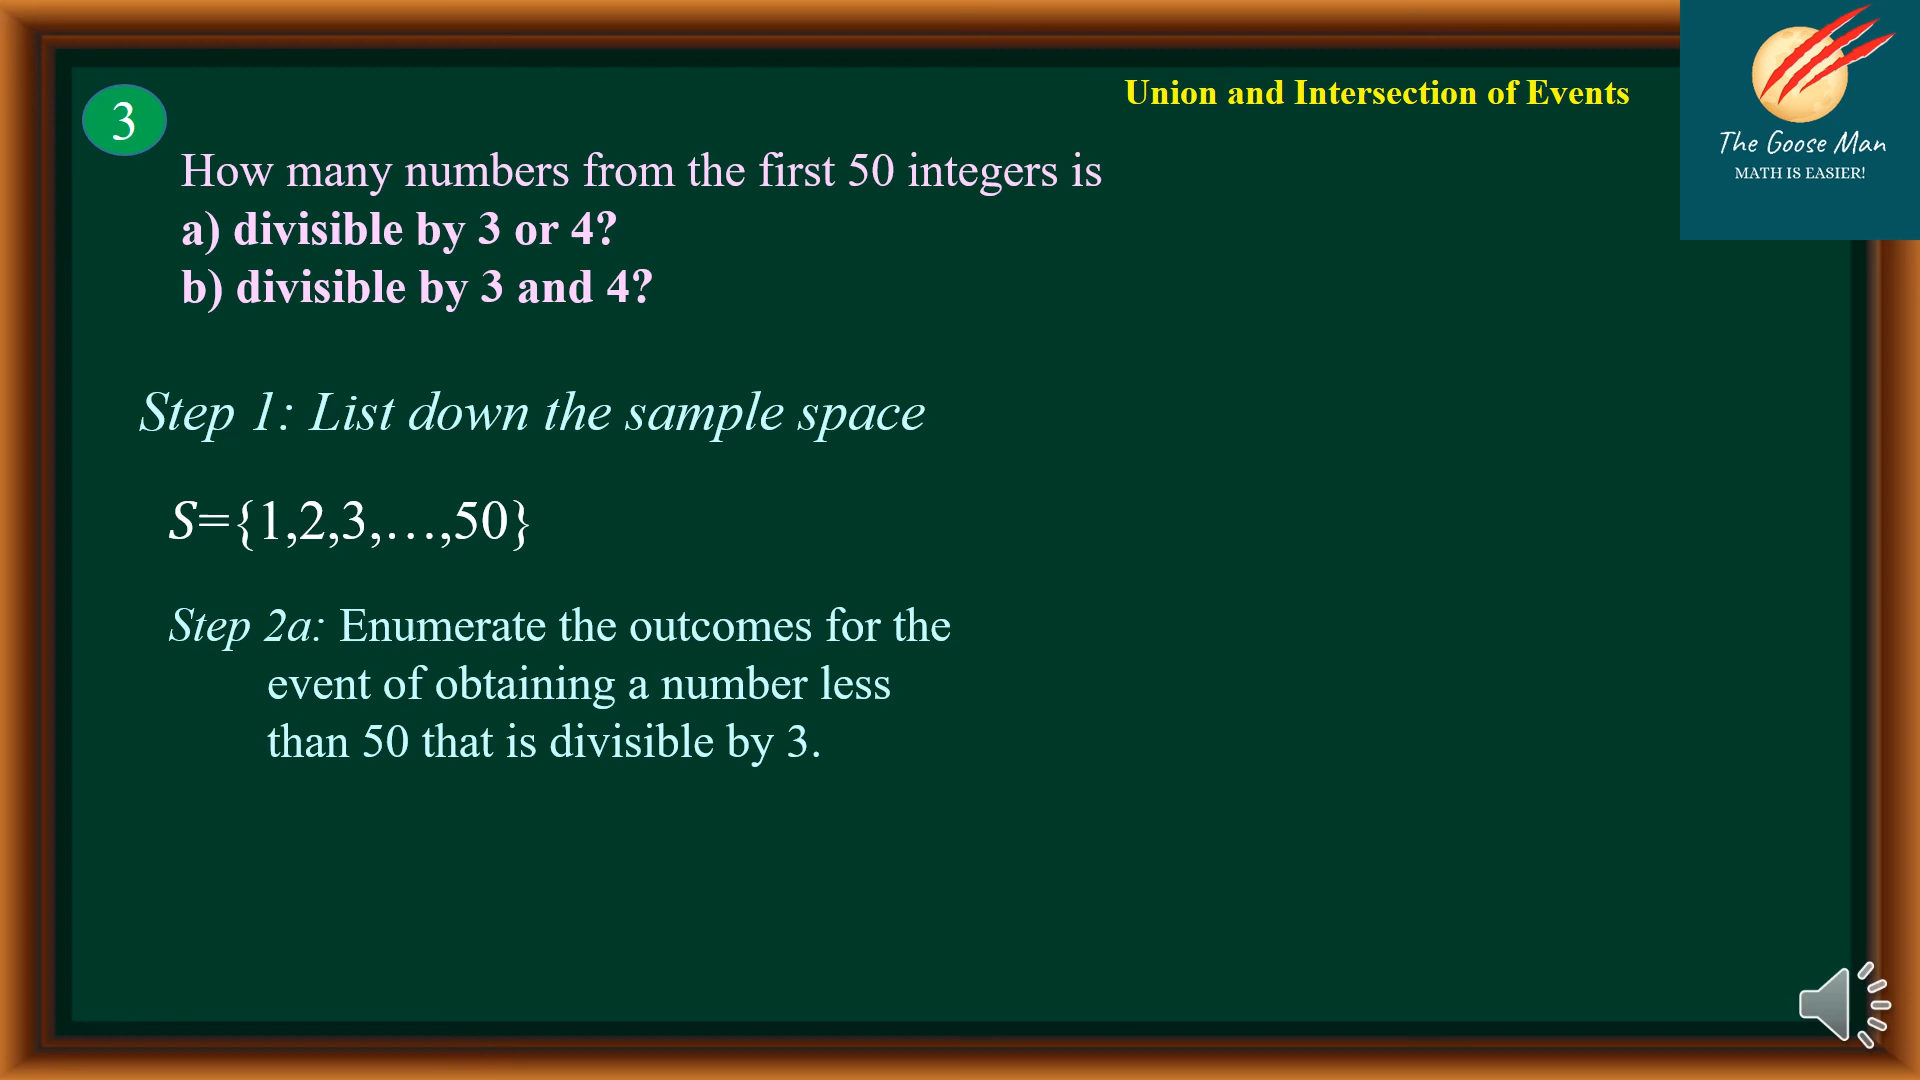 3
Union and Intersection of Events
The Goose Man
MATH IS EASIER!
How many numbers from the first 50 integers is
a) divisible by 3 or 4?
b) divisible by 3 and 4?
Step 1: List down the sample space
S={1,2,3,…,50}
Step 2a: Enumerate the outcomes for the
event of obtaining a number less
than 50 that is divisible by 3.